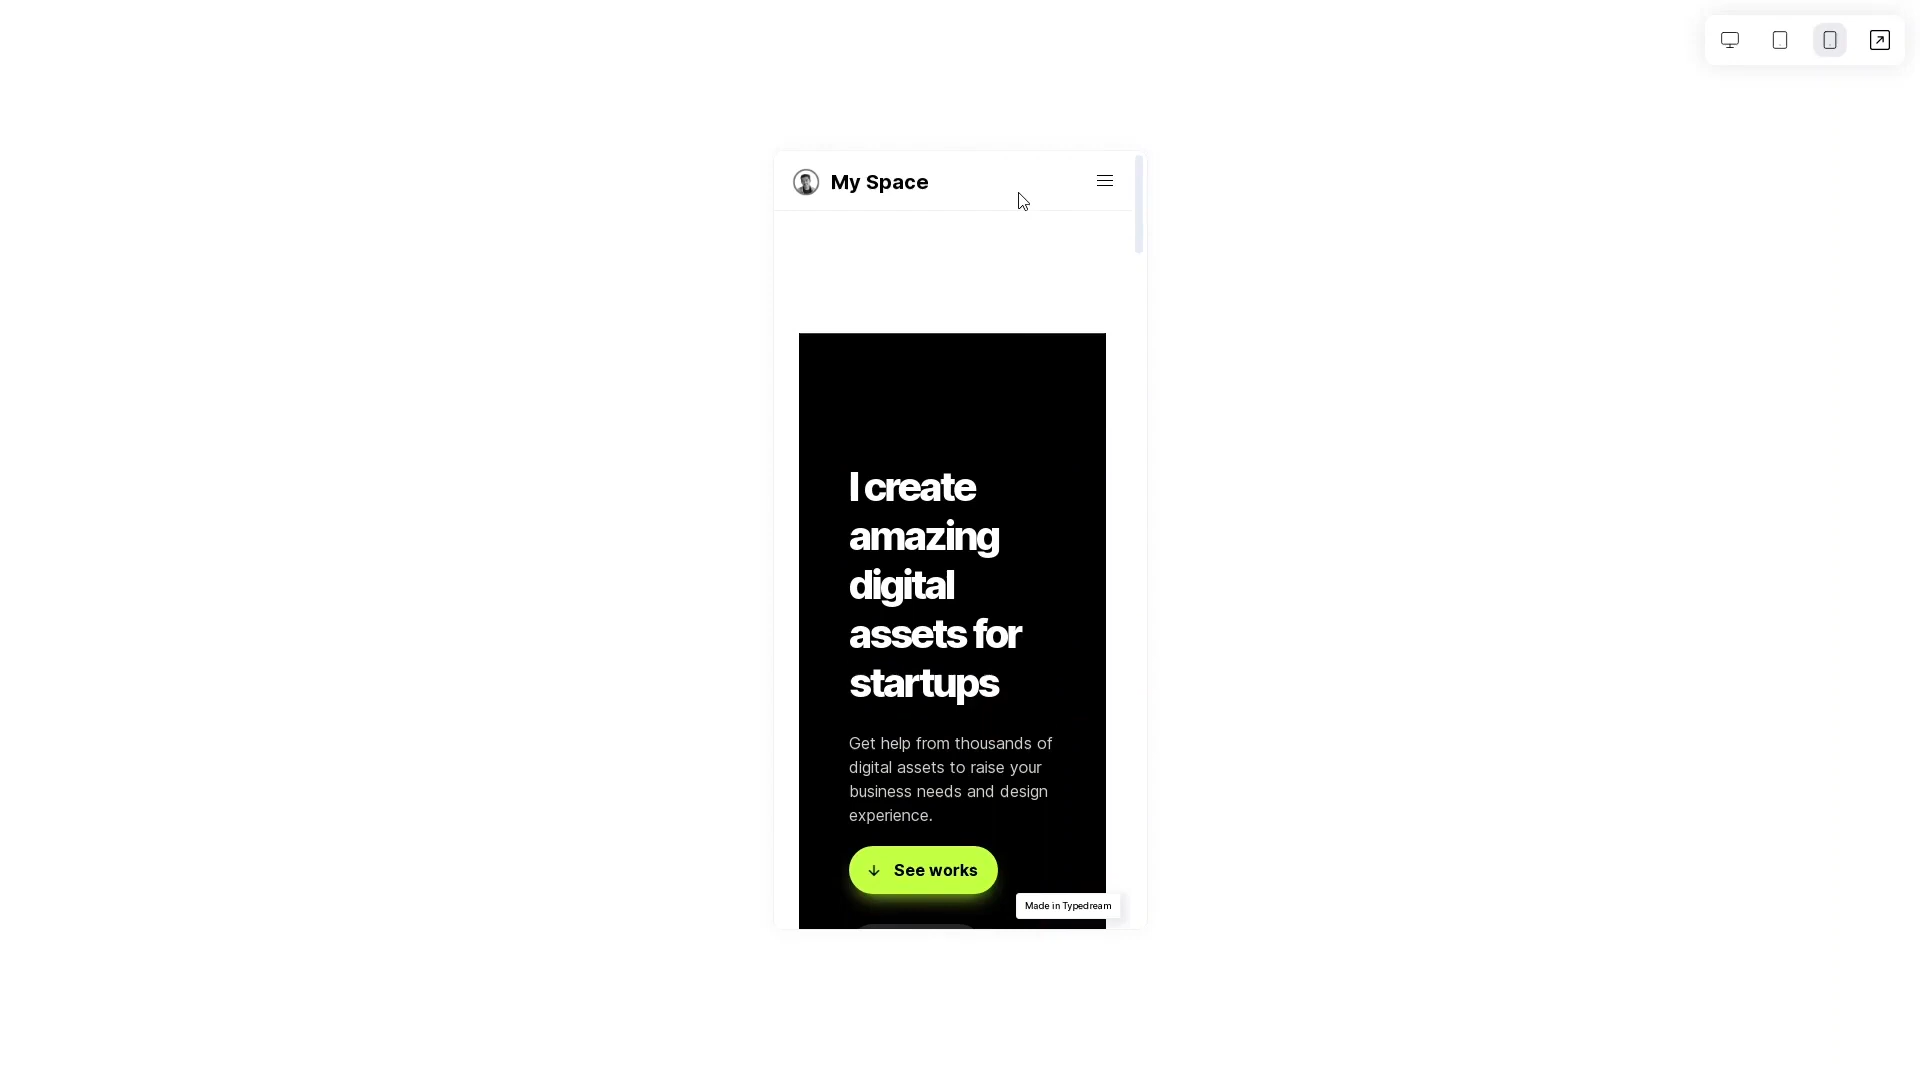 My Space
I create
amazing
digital
assets for
startups
Get help from thousands of
digital assets to raise your
business needs and design
experience.
See works
Made in Typedream